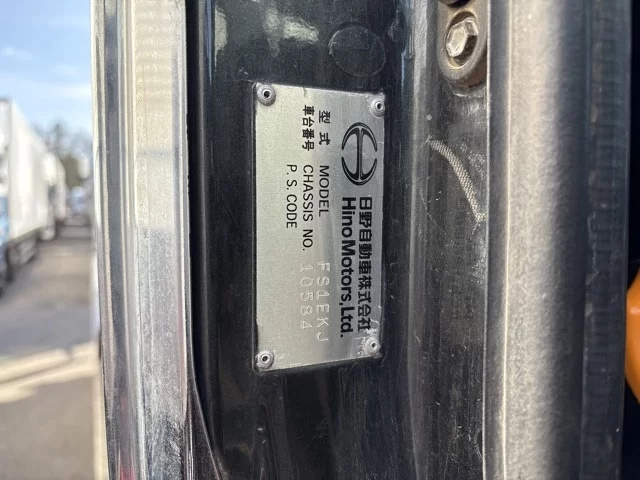 日野自動車株式会社
Hino Motors, Ltd.
型式 MODEL FS1EKJ
車台番号 CHASSIS NO. 10584
P. S. CODE